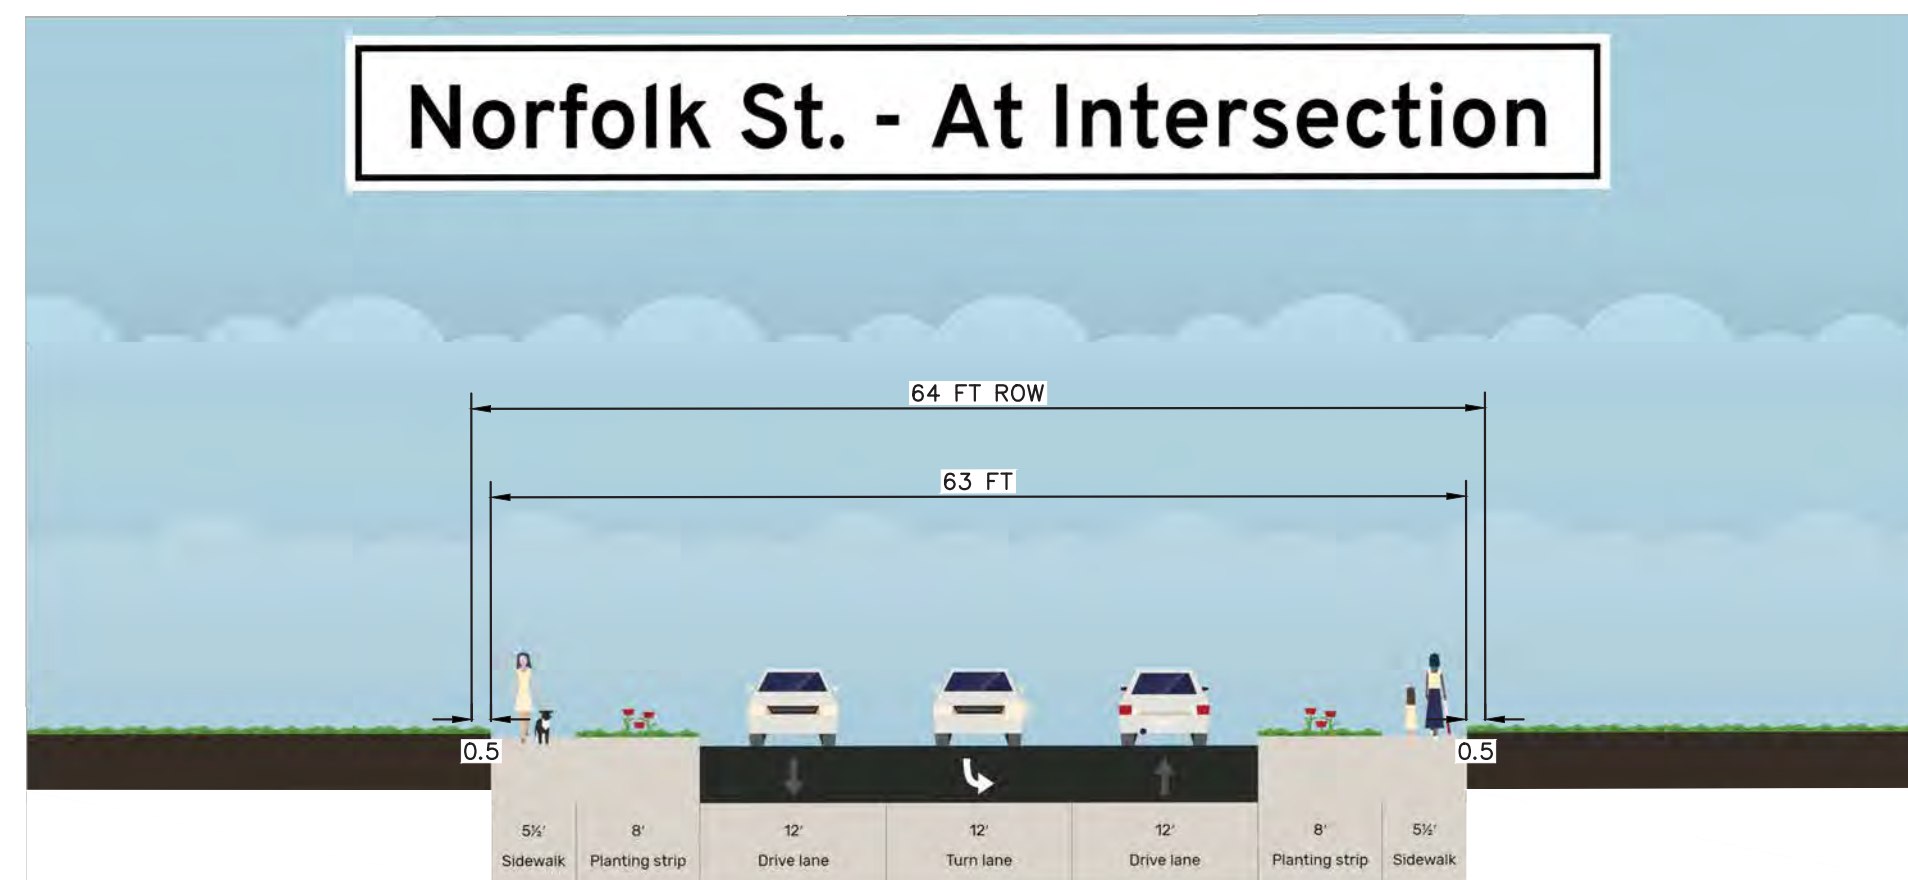 Norfolk St. - At Intersection
64 FT ROW
63 FT
0.5 0.5
5½' 8' 12' 12' 12' 8' 5½'
Sidewalk Planting strip Drive lane Turn lane Drive lane Planting strip Sidewalk